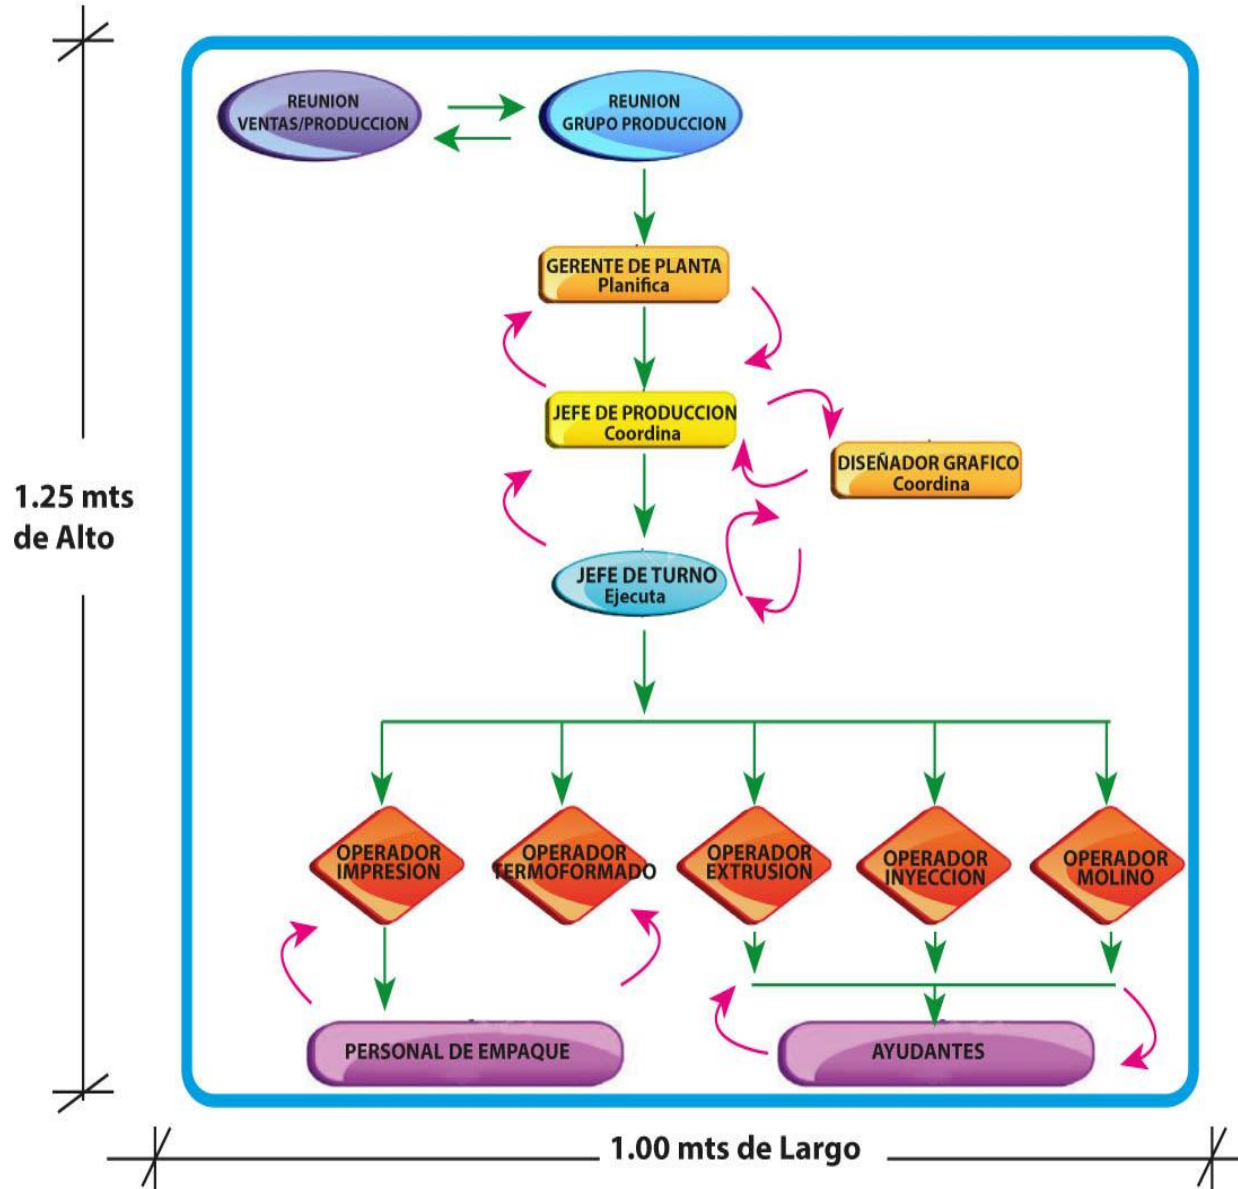 REUNION
VENTAS/PRODUCCION
REUNION
GRUPO PRODUCCION
GERENTE DE PLANTA
Planifica
JEFE DE PRODUCCION
Coordina
DISEÑADOR GRAFICO
Coordina
1.25 mts
de Alto
JEFE DE TURNO
Ejecuta
OPERADOR
IMPRESION
OPERADOR
TERMOFORMADO
OPERADOR
EXTRUSION
OPERADOR
INYECCION
OPERADOR
MOLINO
PERSONAL DE EMPAQUE
AYUDANTES
1.00 mts de Largo